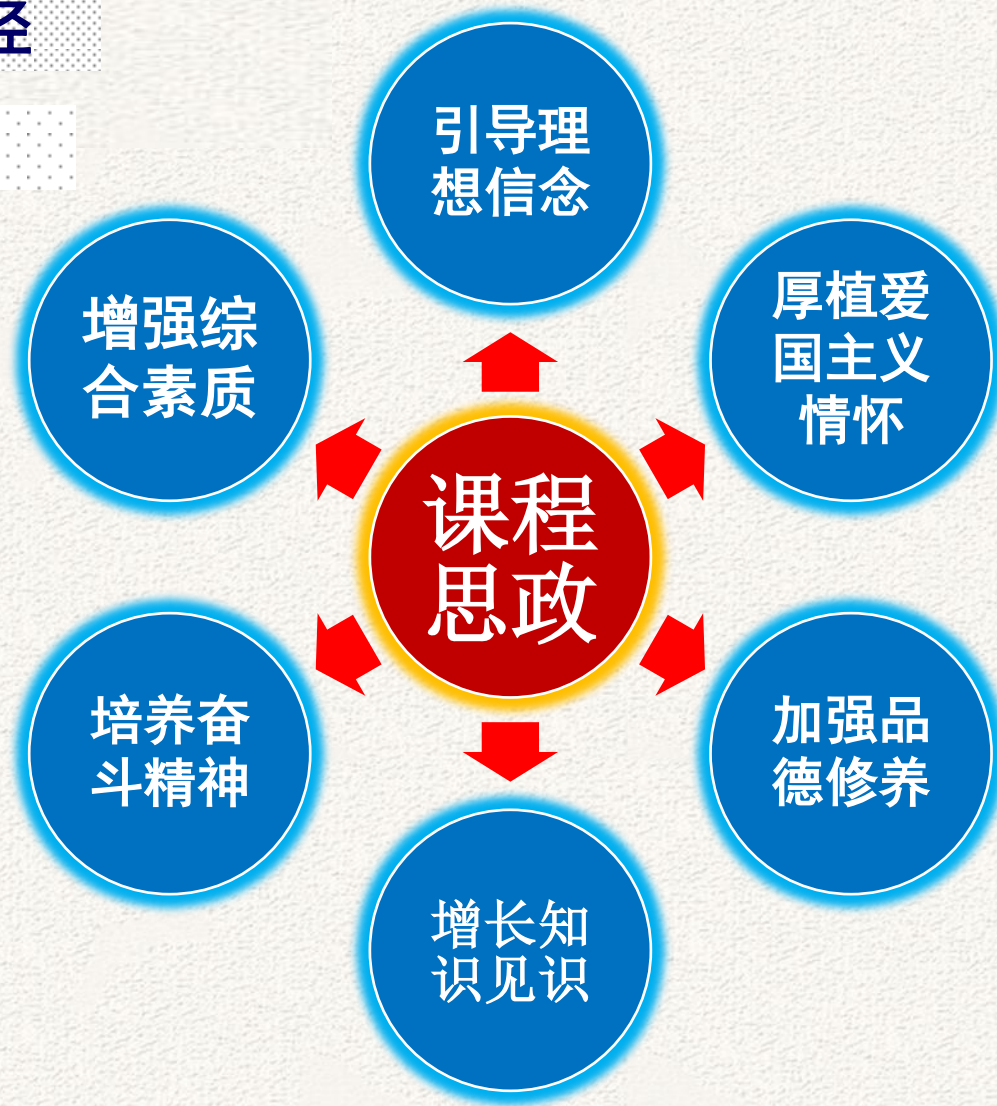 径
引导理
想信念
厚植爱
国主义
情怀
增强综
合素质
课程
思政
培养奋
斗精神
加强品
德修养
增长知
识见识